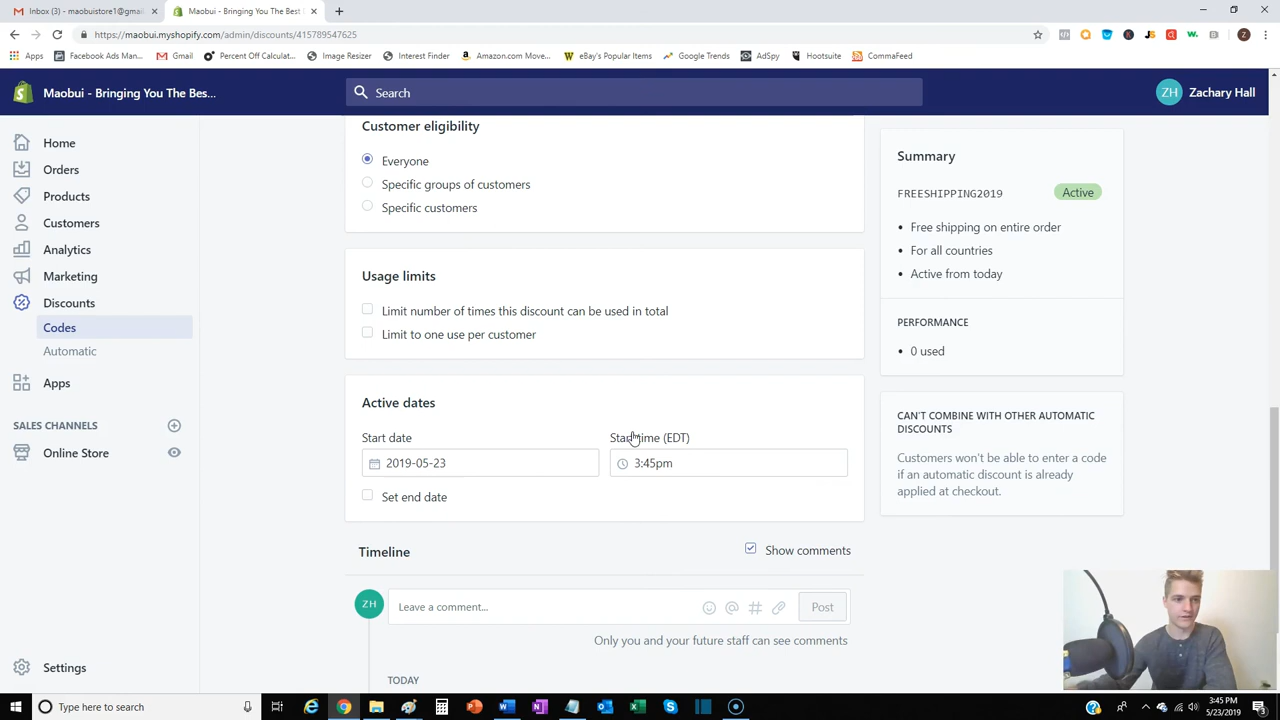 Inbox (3) - maobuistore1@gmail
Maobui - Bringing You The Best
https://maobui.myshopify.com/admin/discounts/415789547625
Apps
Facebook Ads Man...
Gmail
Percent Off Calculat...
Image Resizer
Interest Finder
Amazon.com Move...
eBay's Popular Items
Google Trends
AdSpy
Hootsuite
CommaFeed
Maobui - Bringing You The Bes...
Search
ZH
Zachary Hall
Home
Orders
Products
Customers
Analytics
Marketing
Discounts
Codes
Automatic
Apps
SALES CHANNELS
Online Store
Settings
Customer eligibility
Everyone
Specific groups of customers
Specific customers
Usage limits
Limit number of times this discount can be used in total
Limit to one use per customer
Active dates
Start date
2019-05-23
Start time (EDT)
3:45pm
Set end date
Timeline
Show comments
ZH
Leave a comment...
Post
Only you and your future staff can see comments
TODAY
Summary
FREESHIPPING2019
Active
• Free shipping on entire order
• For all countries
• Active from today
PERFORMANCE
• 0 used
CAN'T COMBINE WITH OTHER AUTOMATIC
DISCOUNTS
Customers won't be able to enter a code
if an automatic discount is already
applied at checkout.
Type here to search
3:45 PM
5/23/2019